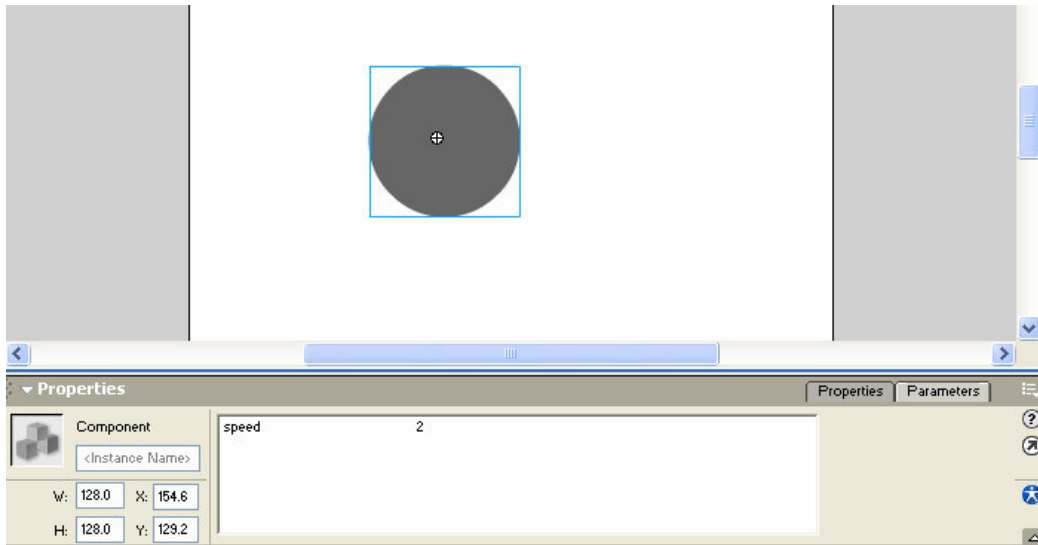 Properties
Properties Parameters
Component
<Instance Name>
speed 2
W: 128.0 X: 154.6
H: 128.0 Y: 129.2
?